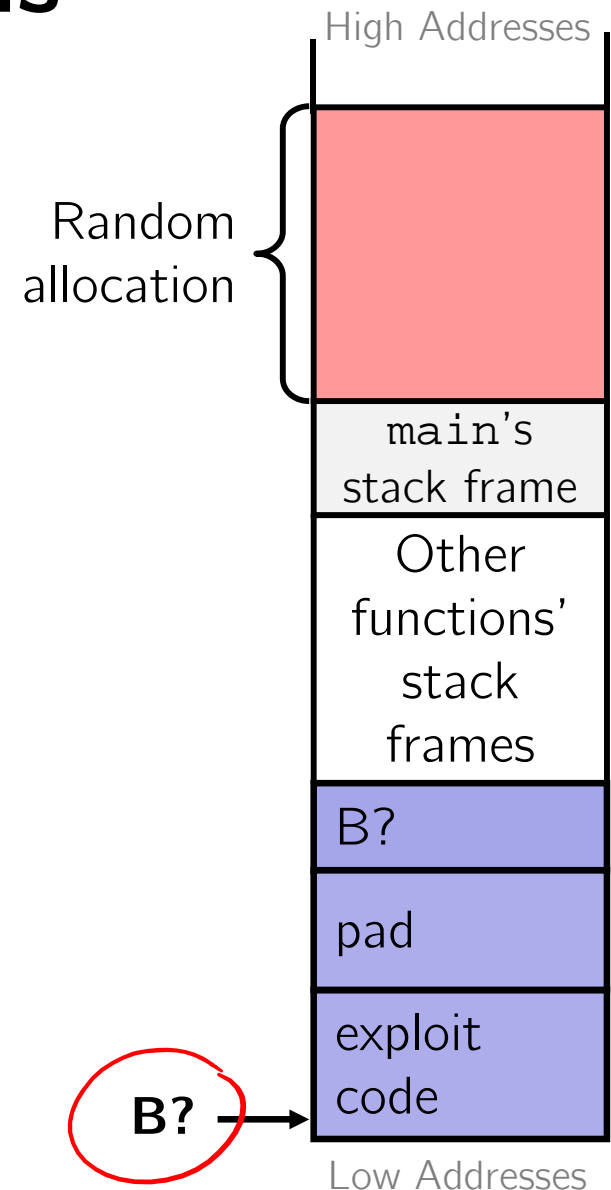 High Addresses
Random
allocation
main's
stack frame
Other
functions'
stack
frames
B?
pad
exploit
code
B?
Low Addresses